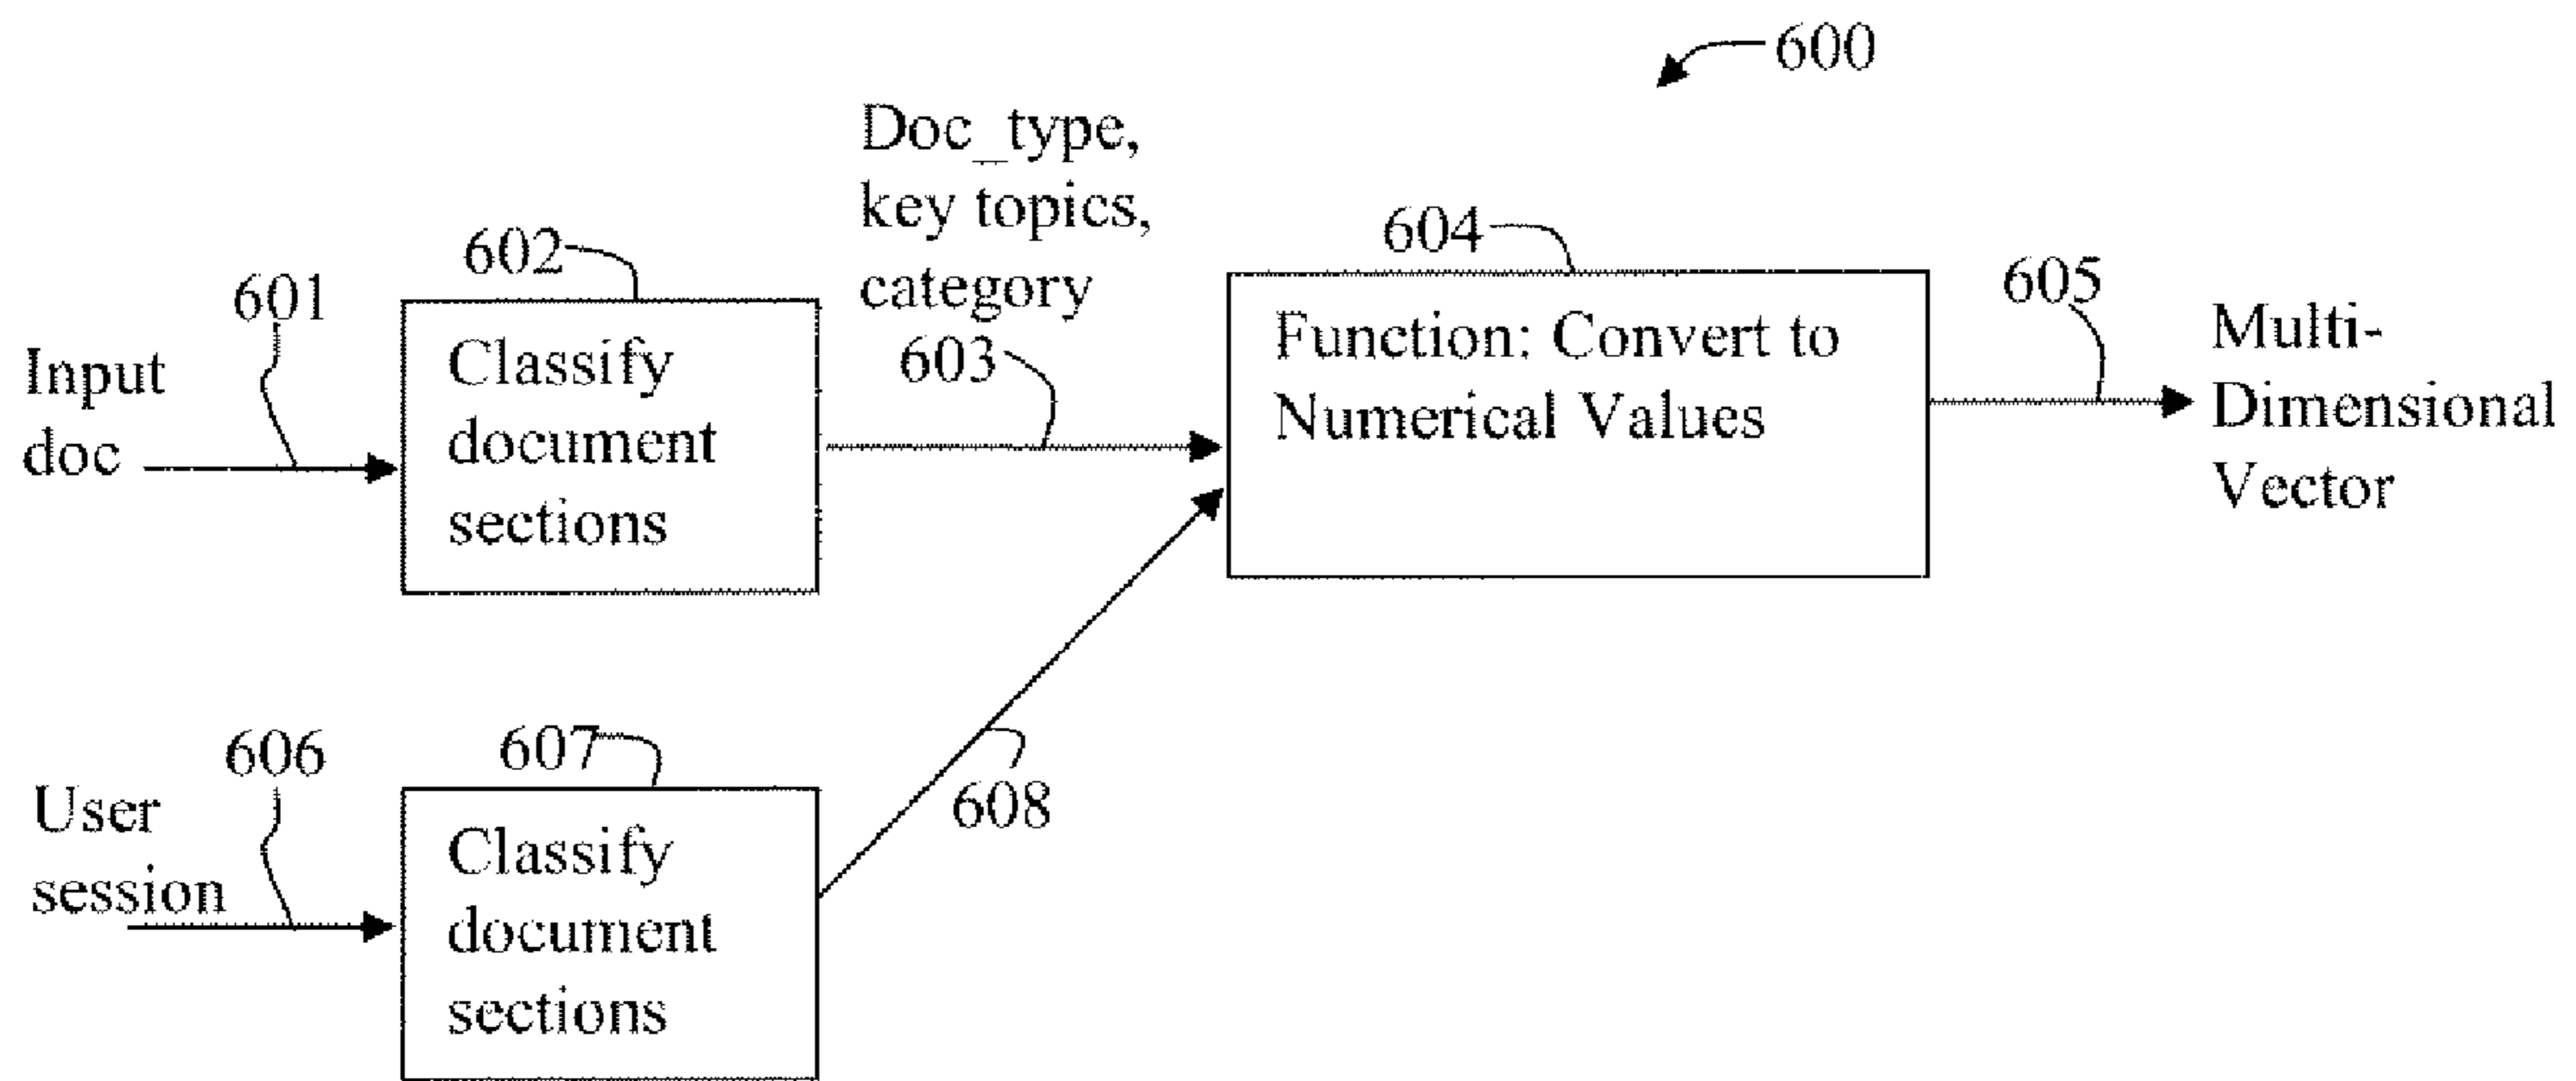 600
Doc_type,
key topics,
category
603
602
601
Input
doc
Classify
document
sections
604
Function: Convert to
Numerical Values
605
Multi-
Dimensional
Vector
606
User
session
607
Classify
document
sections
608